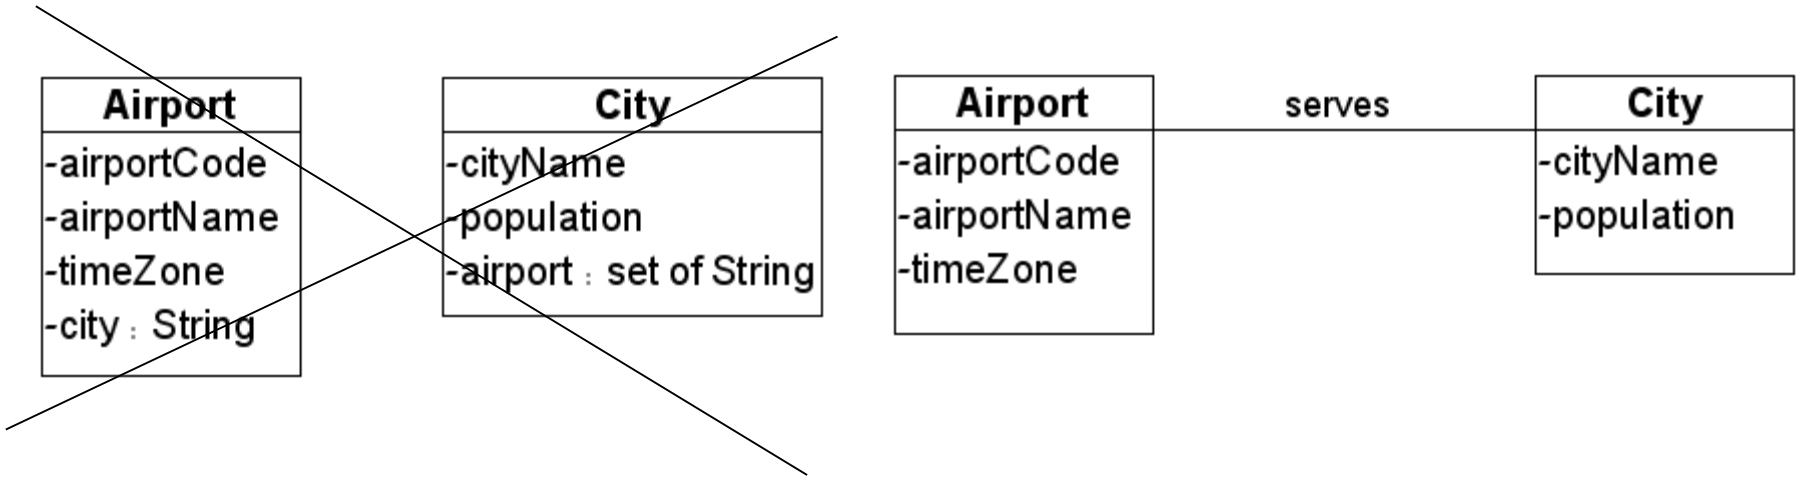 Airport
-airportCode
-airportName
-timeZone
-city : String
City
-cityName
-population
-airport : set of String
Airport
-airportCode
-airportName
-timeZone
serves
City
-cityName
-population